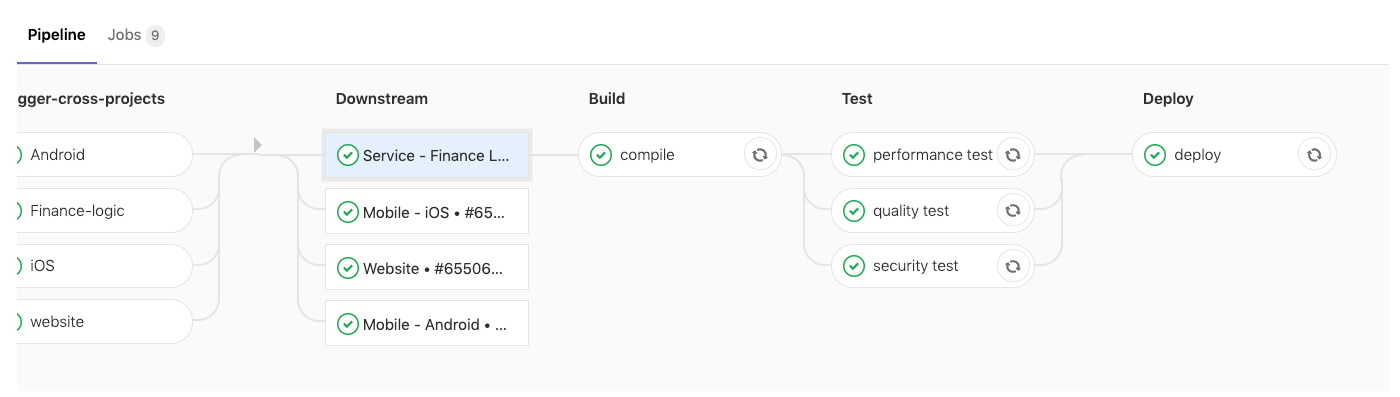 Pipeline
Jobs 9
gger-cross-projects
Android
Finance-logic
iOS
website
Downstream
Service - Finance L...
Mobile - iOS • #65...
Website • #65506...
Mobile - Android • ...
Build
compile
Test
performance test
quality test
security test
Deploy
deploy